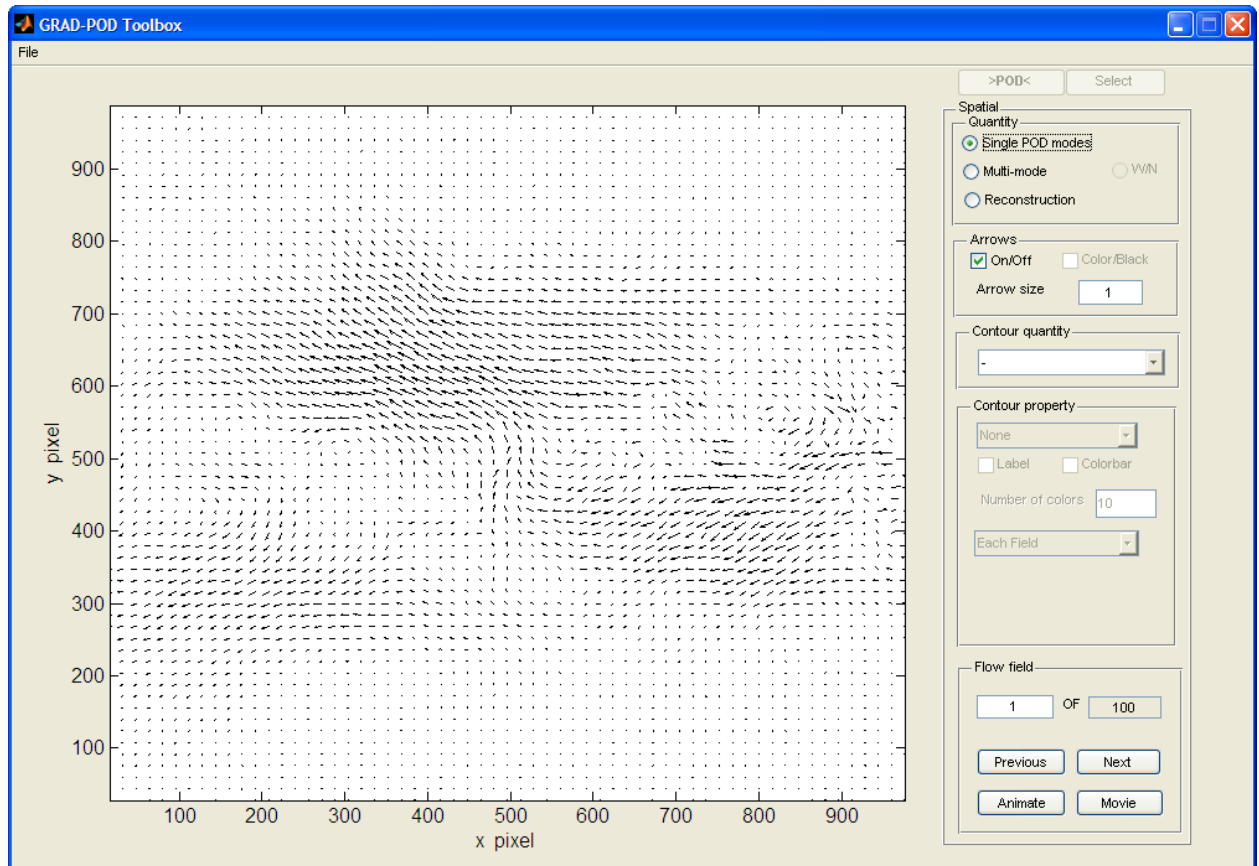 GRAD-POD Toolbox
File
>POD< Select
Spatial
Quantity
Single POD modes
Multi-mode VV/N
Reconstruction
Arrows
On/Off Color/Black
Arrow size 1
Contour quantity
-
Contour property
None
Label Colorbar
Number of colors 10
Each Field
Flow field
1 OF 100
Previous Next
Animate Movie
900
800
700
600
500
400
300
200
100
y pixel
100 200 300 400 500 600 700 800 900
x pixel